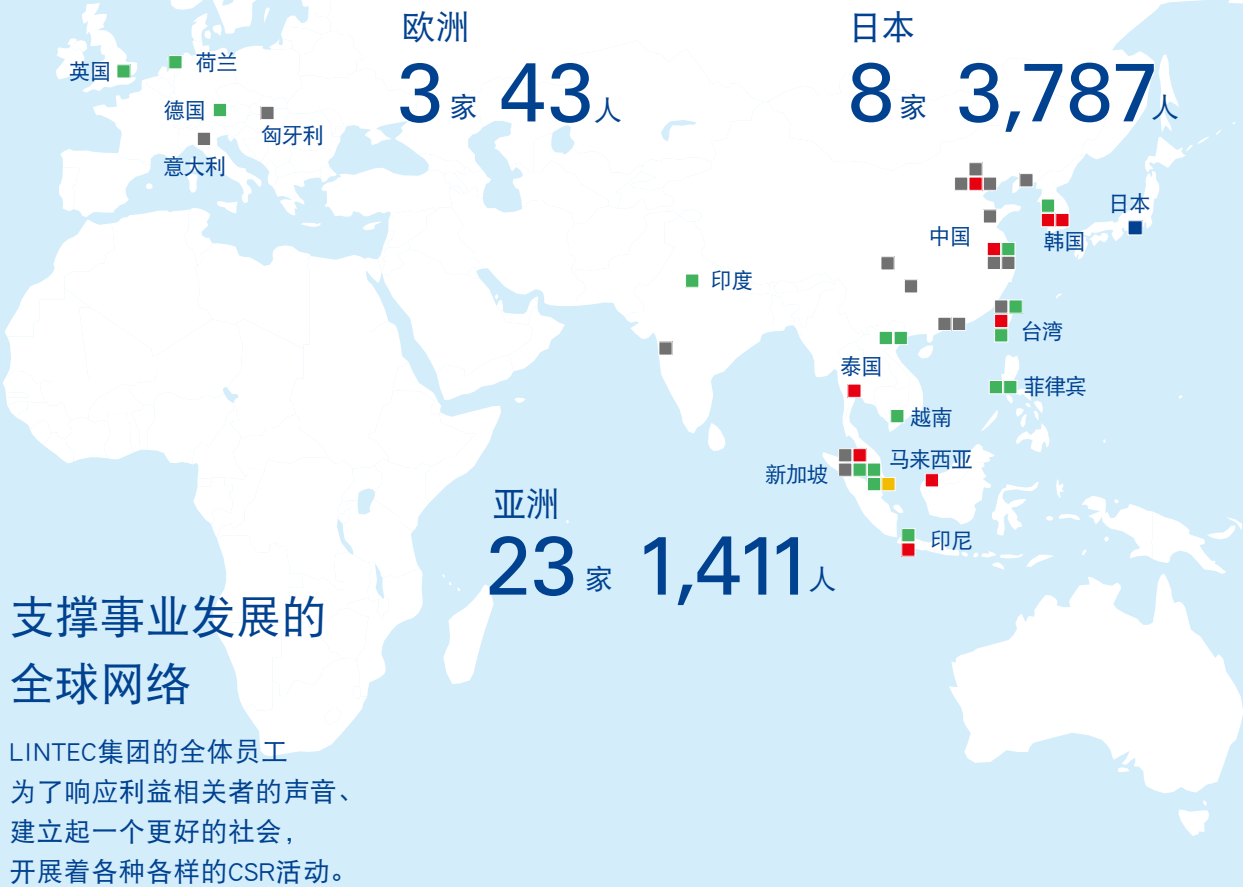 欧洲
3家 43人
日本
8家 3,787人
英国
荷兰
德国
匈牙利
意大利
日本
中国
韩国
印度
台湾
泰国
菲律宾
越南
马来西亚
新加坡
印尼
亚洲
23家 1,411人
支撑事业发展的
全球网络
LINTEC集团的全体员工
为了响应利益相关者的声音、
建立起一个更好的社会，
开展着各种各样的CSR活动。